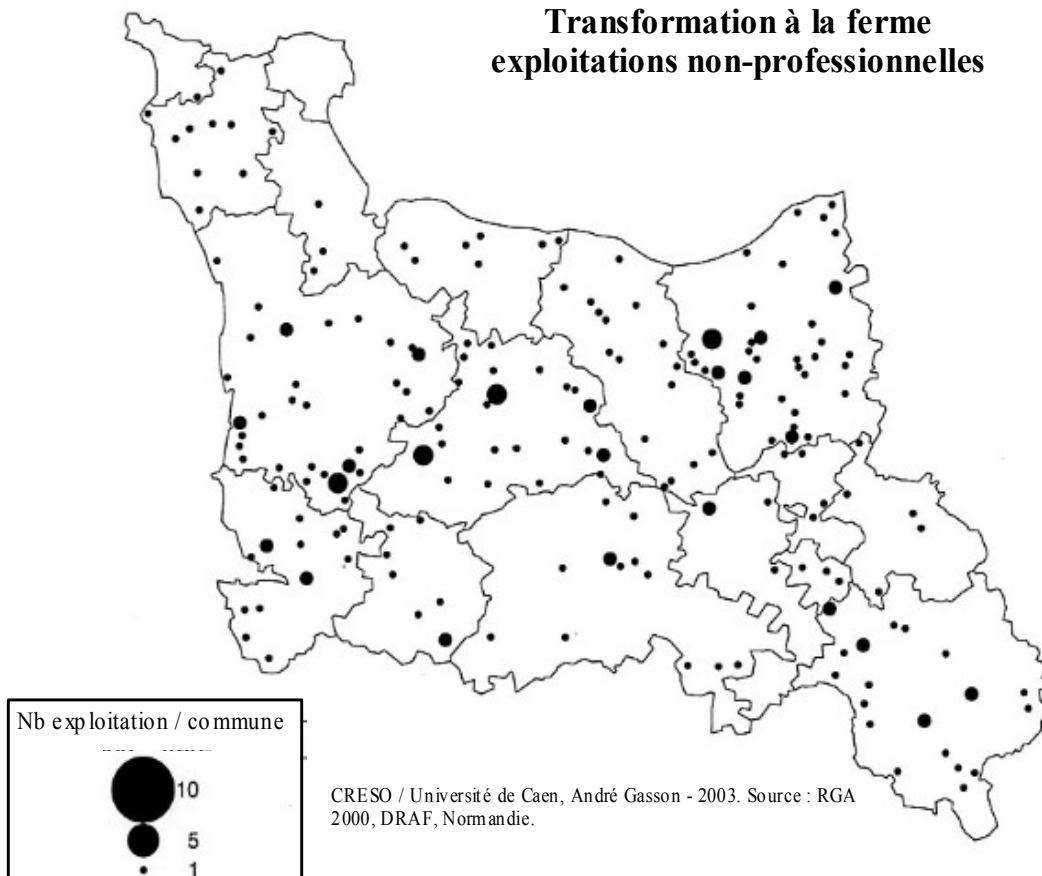 Transformation à la ferme
exploitations non-professionnelles
Nb exploitation / commune
10
5
1
CRESO / Université de Caen, André Gasson - 2003. Source : RGA
2000, DRAF, Normandie.